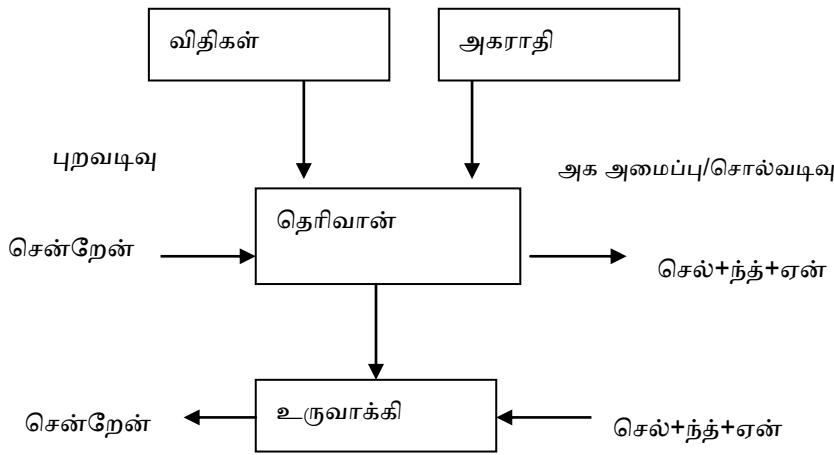 விதிகள்
அகராதி
புறவடிவு
அக அமைப்பு/சொல்வடிவு
தெரிவான்
சென்றேன்
செல்+ந்த்+ஏன்
உருவாக்கி
சென்றேன்
செல்+ந்த்+ஏன்